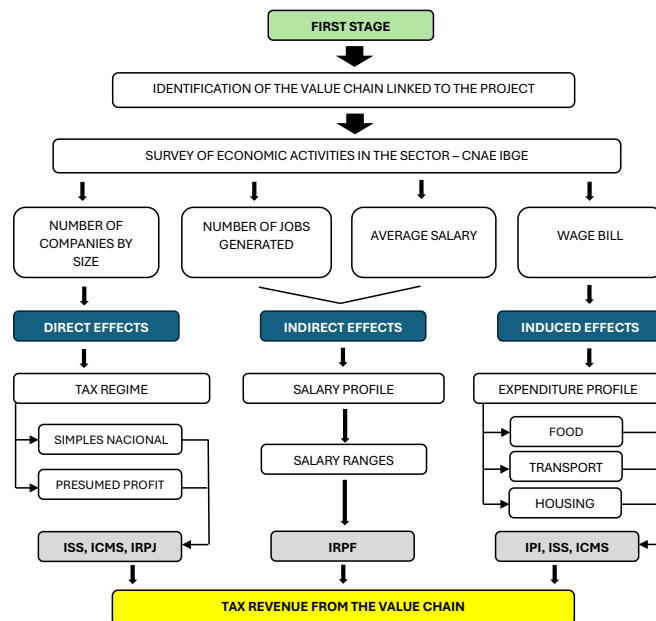 FIRST STAGE
IDENTIFICATION OF THE VALUE CHAIN LINKED TO THE PROJECT
SURVEY OF ECONOMIC ACTIVITIES IN THE SECTOR – CNAE IBGE
NUMBER OF
COMPANIES BY
SIZE
NUMBER OF JOBS
GENERATED
AVERAGE SALARY
WAGE BILL
DIRECT EFFECTS
INDIRECT EFFECTS
INDUCED EFFECTS
TAX REGIME
SALARY PROFILE
EXPENDITURE PROFILE
SIMPLES NACIONAL
PRESUMED PROFIT
SALARY RANGES
FOOD
TRANSPORT
HOUSING
ISS, ICMS, IRPJ
IRPF
IPI, ISS, ICMS
TAX REVENUE FROM THE VALUE CHAIN